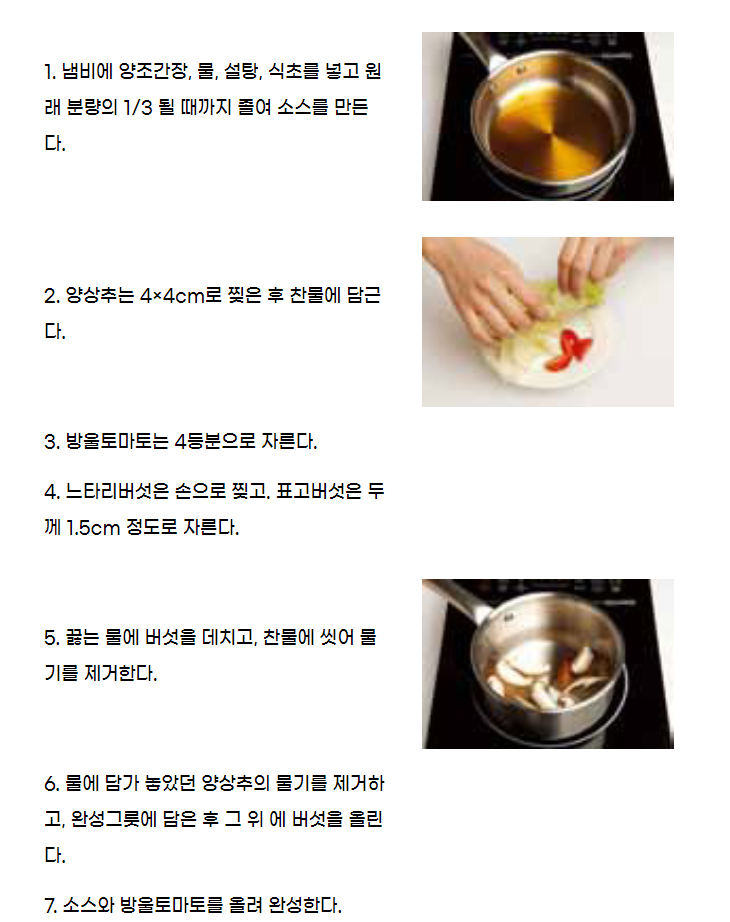 1. 냄비에 양조간장, 물, 설탕, 식초를 넣고 원
래 분량의 1/3 될 때까지 졸여 소스를 만든
다.
2. 양상추는 4×4cm로 찢은 후 찬물에 담근
다.
3. 방울토마토는 4등분으로 자른다.
4. 느타리버섯은 손으로 찢고. 표고버섯은 두
께 1.5cm 정도로 자른다.
5. 끓는 물에 버섯을 데치고, 찬물에 씻어 물
기를 제거한다.
6. 물에 담가 놓았던 양상추의 물기를 제거하
고, 완성그릇에 담은 후 그 위 에 버섯을 올린
다.
7. 소스와 방울토마토를 올려 완성한다.